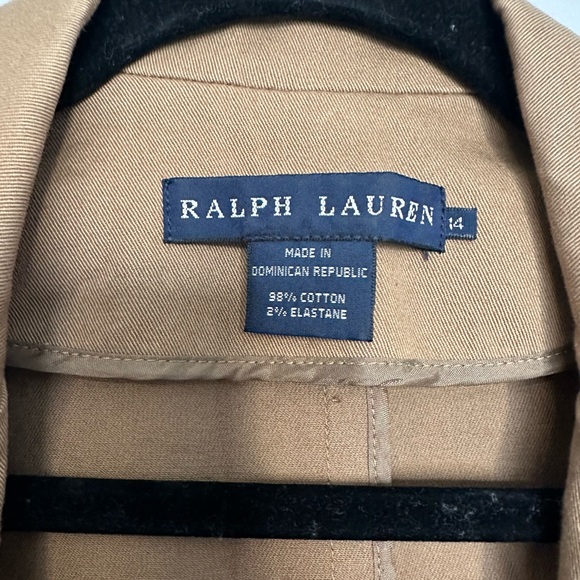 RALPH LAUREN
14
MADE IN
DOMINICAN REPUBLIC
98% COTTON
2% ELASTANE